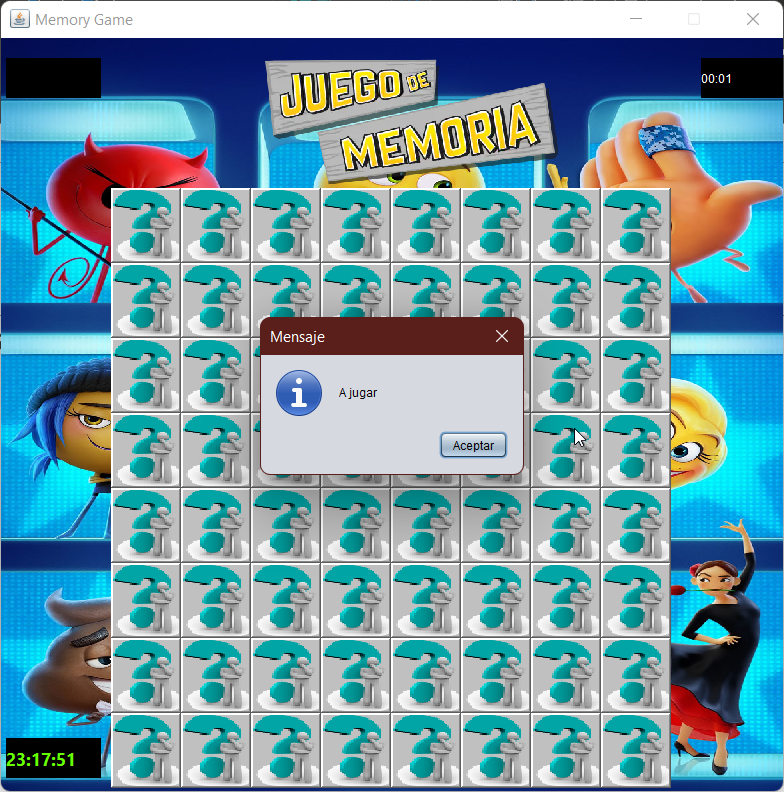 Memory Game
JUEGO DE
MEMORIA
00:01
Mensaje
A jugar
Aceptar
23:17:51